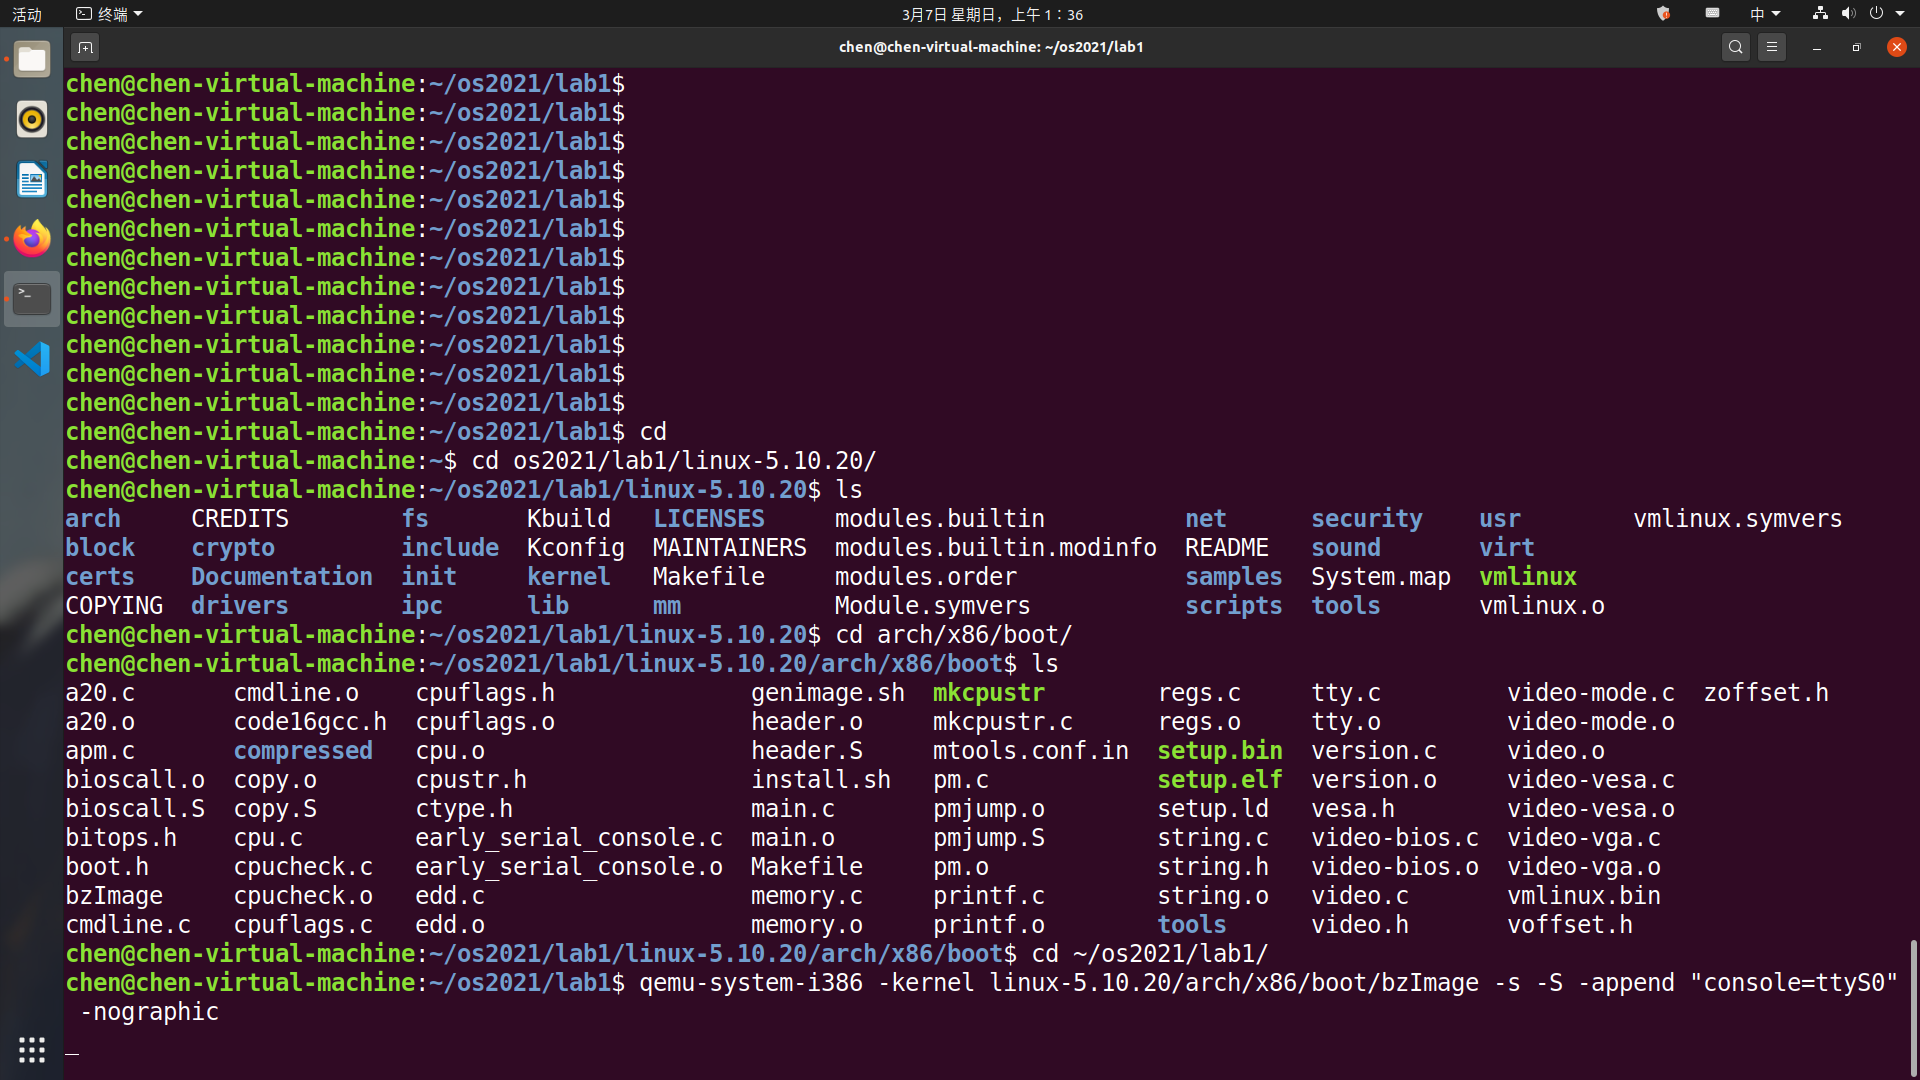 活动 终端 3月7日 星期日，上午 1：36 中
chen@chen-virtual-machine: ~/os2021/lab1
chen@chen-virtual-machine:~/os2021/lab1$
chen@chen-virtual-machine:~/os2021/lab1$
chen@chen-virtual-machine:~/os2021/lab1$
chen@chen-virtual-machine:~/os2021/lab1$
chen@chen-virtual-machine:~/os2021/lab1$
chen@chen-virtual-machine:~/os2021/lab1$
chen@chen-virtual-machine:~/os2021/lab1$
chen@chen-virtual-machine:~/os2021/lab1$
chen@chen-virtual-machine:~/os2021/lab1$
chen@chen-virtual-machine:~/os2021/lab1$
chen@chen-virtual-machine:~/os2021/lab1$
chen@chen-virtual-machine:~/os2021/lab1$
chen@chen-virtual-machine:~/os2021/lab1$ cd
chen@chen-virtual-machine:~$ cd os2021/lab1/linux-5.10.20/
chen@chen-virtual-machine:~/os2021/lab1/linux-5.10.20$ ls
arch CREDITS fs Kbuild LICENSES modules.builtin net security usr vmlinux.symvers
block crypto include Kconfig MAINTAINERS modules.builtin.modinfo README sound virt
certs Documentation init kernel Makefile modules.order samples System.map vmlinux
COPYING drivers ipc lib mm Module.symvers scripts tools vmlinux.o
chen@chen-virtual-machine:~/os2021/lab1/linux-5.10.20$ cd arch/x86/boot/
chen@chen-virtual-machine:~/os2021/lab1/linux-5.10.20/arch/x86/boot$ ls
a20.c cmdline.o cpuflags.h genimage.sh mkcpustr regs.c tty.c video-mode.c zoffset.h
a20.o code16gcc.h cpuflags.o header.o mkcpustr.c regs.o tty.o video-mode.o
apm.c compressed cpu.o header.S mtools.conf.in setup.bin version.c video.o
bioscall.o copy.o cpustr.h install.sh pm.c setup.elf version.o video-vesa.c
bioscall.S copy.S ctype.h main.c pmjump.o setup.ld vesa.h video-vesa.o
bitops.h cpu.c early_serial_console.c main.o pmjump.S string.c video-bios.c video-vga.c
boot.h cpucheck.c early_serial_console.o Makefile pm.o string.h video-bios.o video-vga.o
bzImage cpucheck.o edd.c memory.c printf.c string.o video.c vmlinux.bin
cmdline.c cpuflags.c edd.o memory.o printf.o tools video.h voffset.h
chen@chen-virtual-machine:~/os2021/lab1/linux-5.10.20/arch/x86/boot$ cd ~/os2021/lab1/
chen@chen-virtual-machine:~/os2021/lab1$ qemu-system-i386 -kernel linux-5.10.20/arch/x86/boot/bzImage -s -S -append "console=ttyS0"
-nographic